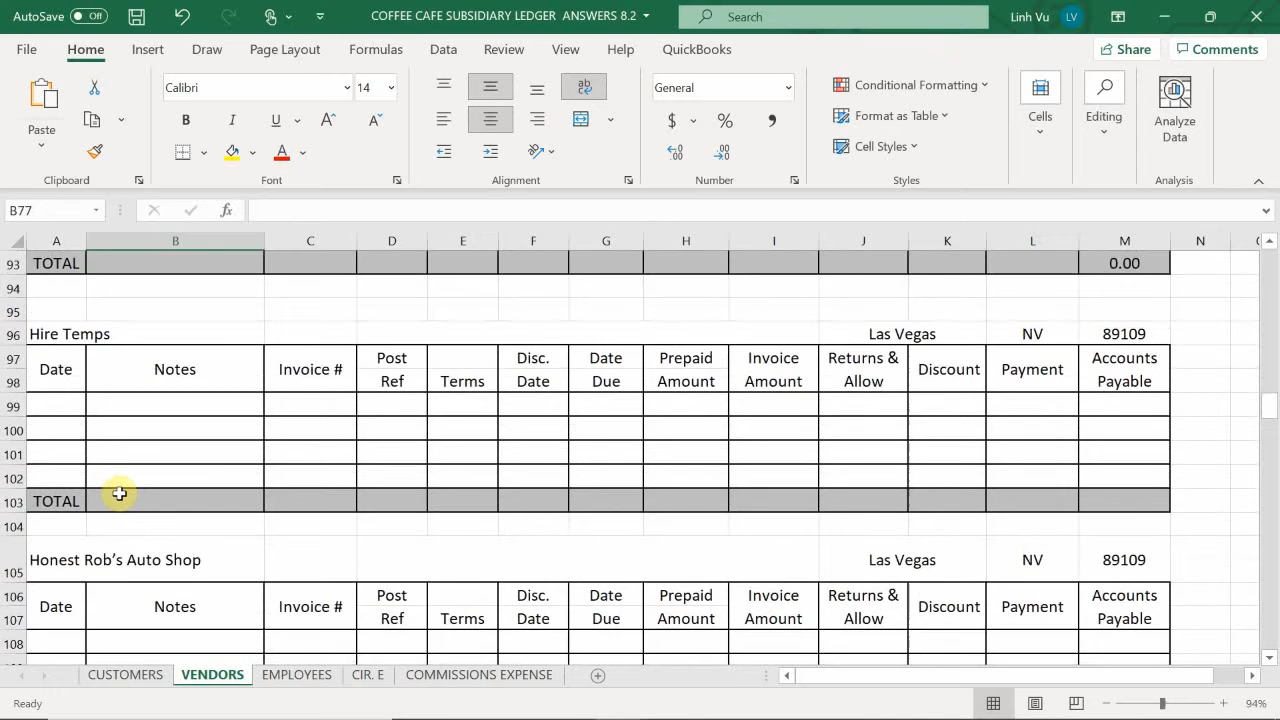 AutoSave Off COFFEE CAFE SUBSIDIARY LEDGER ANSWERS 8.2 Search Linh Vu LV
File Home Insert Draw Page Layout Formulas Data Review View Help QuickBooks Share Comments
Calibri 14 ab General Conditional Formatting
Paste B I U A A $ % , Format as Table Cells Editing Analyze Data
A .00 .0 Cell Styles
Clipboard Font Alignment Number Styles Analysis
B77 fx
A B C D E F G H I J K L M N
93 TOTAL 0.00
94
95
96 Hire Temps Las Vegas NV 89109
97 Post Disc. Date Prepaid Invoice Returns & Accounts
Date Notes Invoice # Discount Payment
98 Ref Terms Date Due Amount Amount Allow Payable
99
100
101
102
103 TOTAL
104
105 Honest Rob’s Auto Shop Las Vegas NV 89109
106 Post Disc. Date Prepaid Invoice Returns & Accounts
Date Notes Invoice # Discount Payment
107 Ref Terms Date Due Amount Amount Allow Payable
108
CUSTOMERS VENDORS EMPLOYEES CIR. E COMMISSIONS EXPENSE
Ready 94%